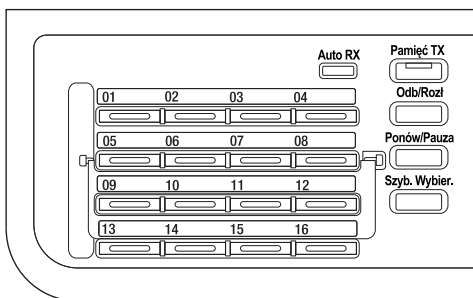 Auto RX
Pamięć TX
Odb/Rozł
Ponów/Pauza
Szyb. Wybier.
01 02 03 04
05 06 07 08
09 10 11 12
13 14 15 16